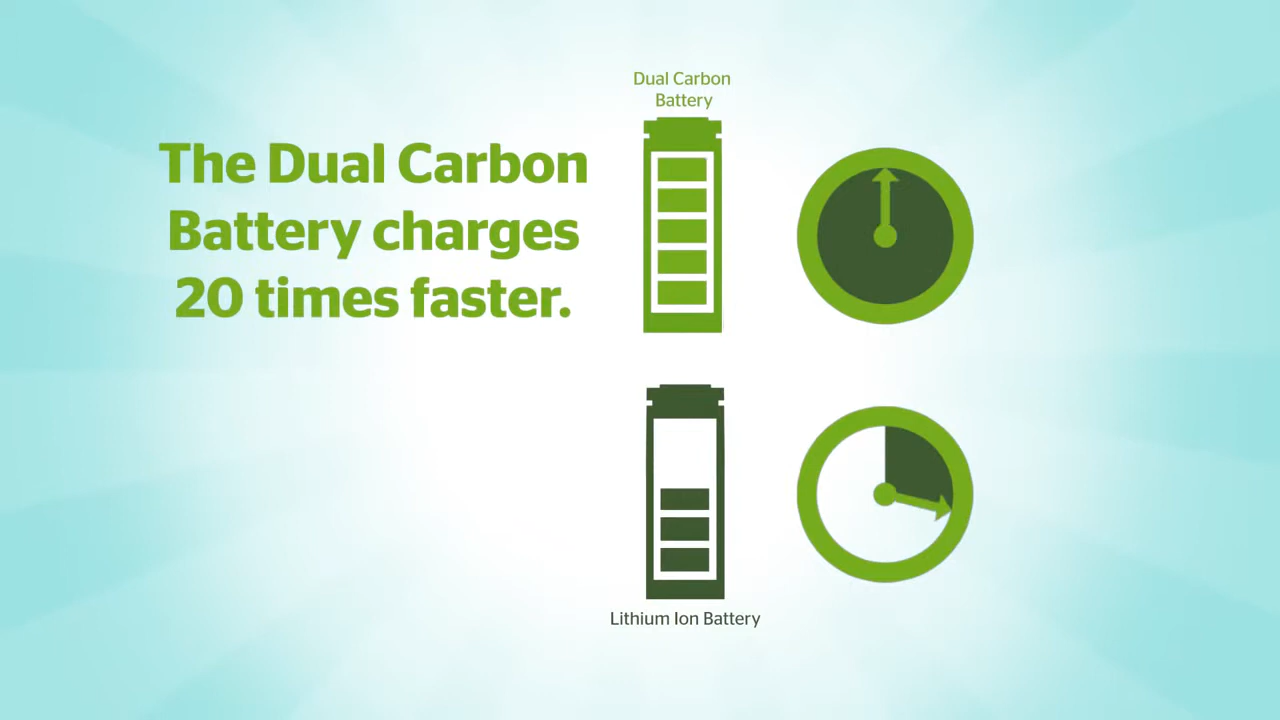 Dual Carbon
Battery
The Dual Carbon
Battery charges
20 times faster.
Lithium Ion Battery